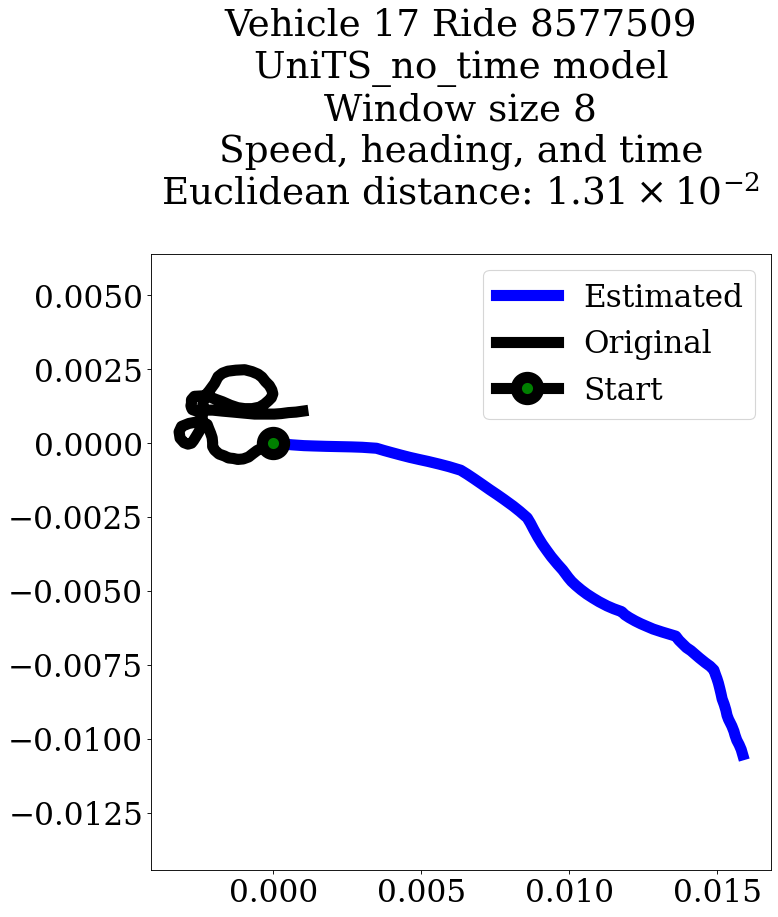 Vehicle 17 Ride 8577509
UniTS_no_time model
Window size 8
Speed, heading, and time
Euclidean distance: 1.31 × 10⁻²
Estimated
Original
Start
0.0050
0.0025
0.0000
−0.0025
−0.0050
−0.0075
−0.0100
−0.0125
0.000 0.005 0.010 0.015